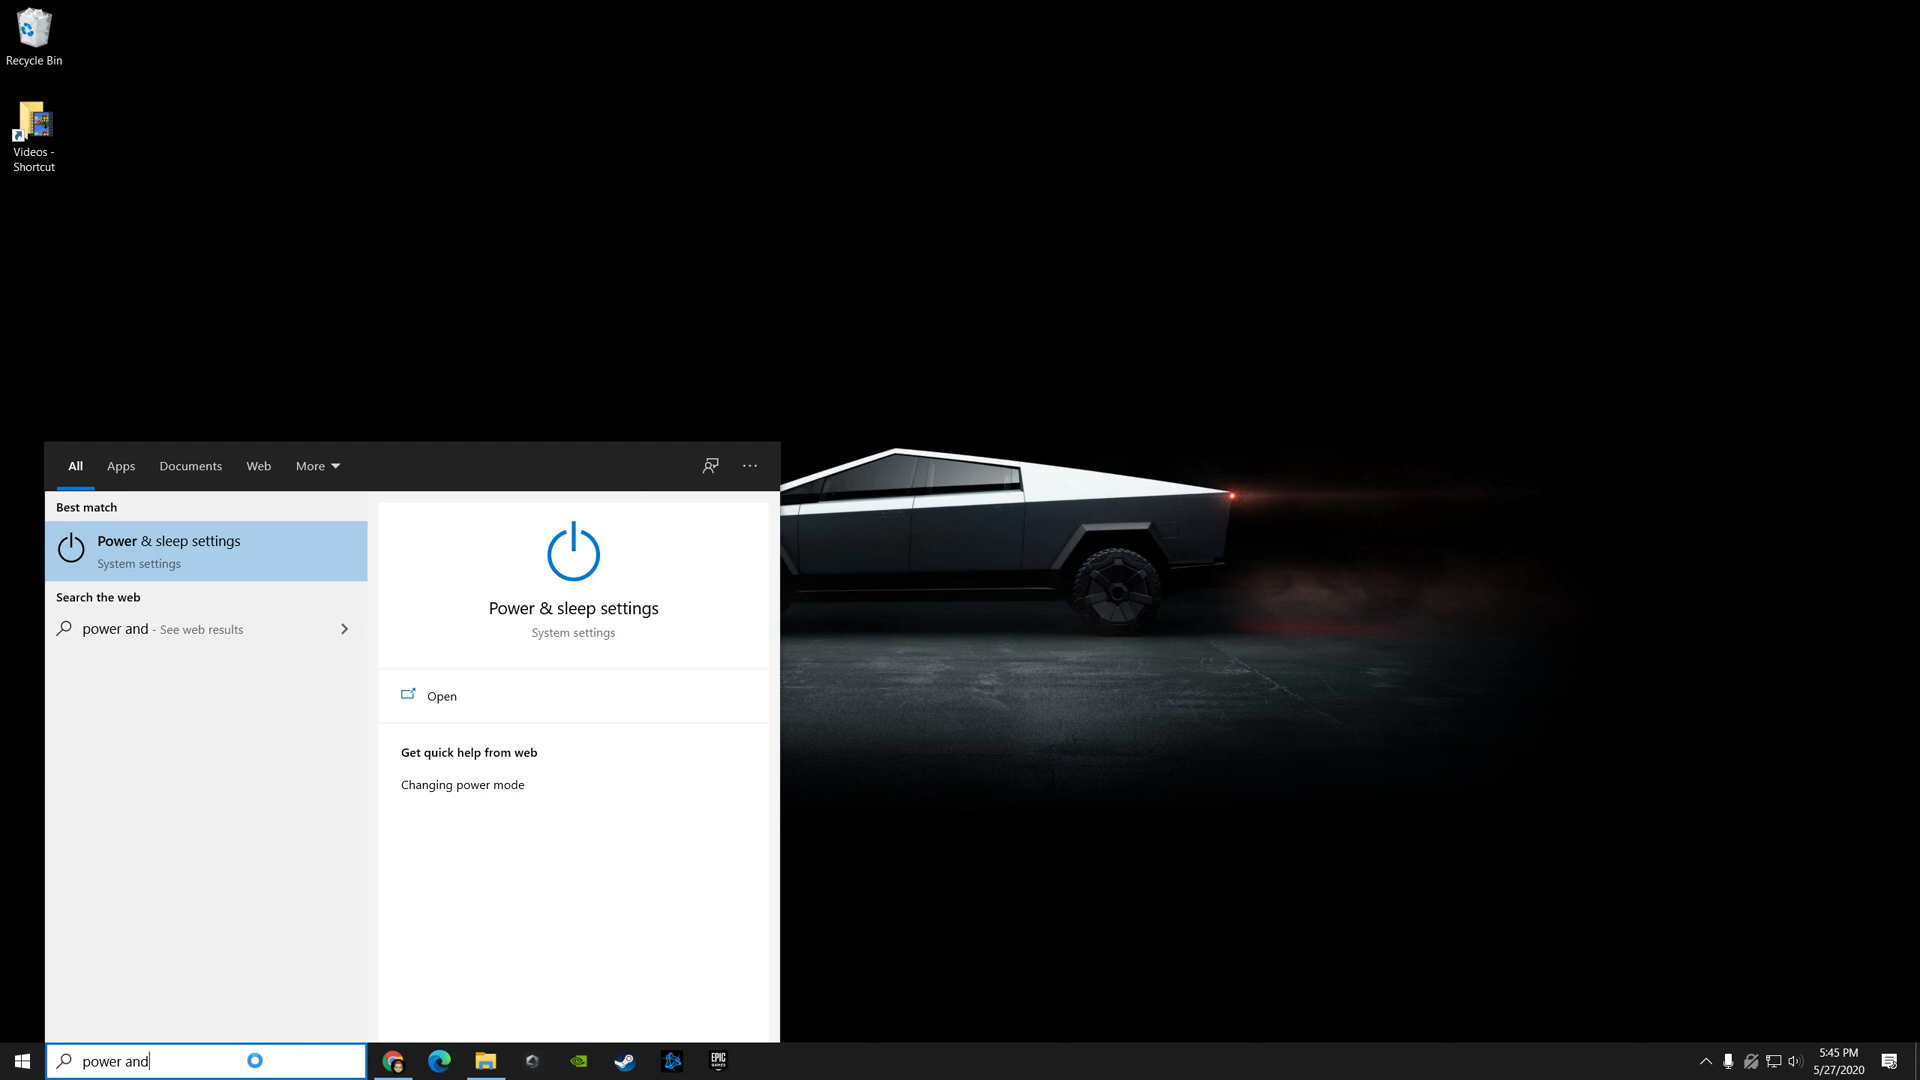 Recycle Bin
Videos -
Shortcut
All
Apps
Documents
Web
More
Best match
Power & sleep settings
System settings
Search the web
power and - See web results
Power & sleep settings
System settings
Open
Get quick help from web
Changing power mode
power and
EPIC
GAMES
5:45 PM
5/27/2020